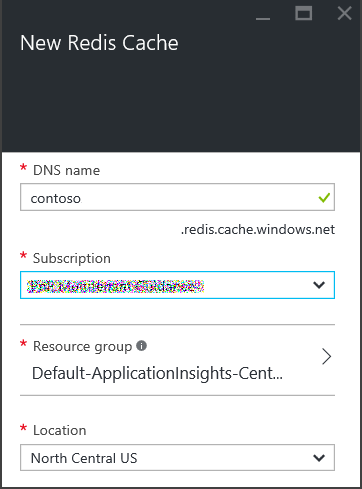 New Redis Cache
* DNS name
contoso
.redis.cache.windows.net
* Subscription
* Resource group
Default-ApplicationInsights-Cent...
* Location
North Central US